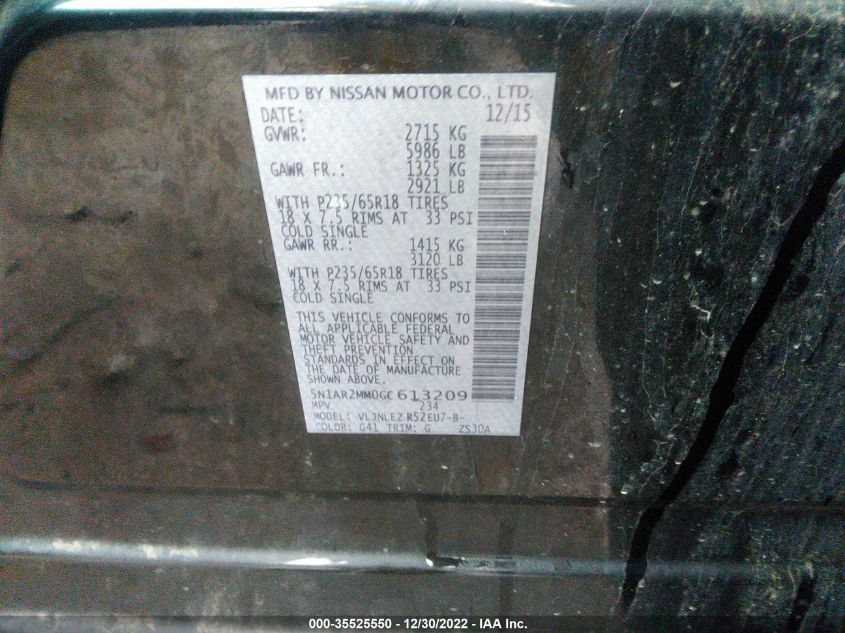 MFD BY NISSAN MOTOR CO., LTD.
DATE: 12/15
GVWR: 2715 KG
5986 LB
GAWR FR.: 1325 KG
2921 LB
WITH P235/65R18 TIRES
18 X 7.5 RIMS AT 33 PSI
COLD SINGLE
GAWR RR.: 1415 KG
3120 LB
WITH P235/65R18 TIRES
18 X 7.5 RIMS AT 33 PSI
COLD SINGLE
THIS VEHICLE CONFORMS TO
ALL APPLICABLE FEDERAL
MOTOR VEHICLE SAFETY AND
THEFT PREVENTION
STANDARDS IN EFFECT ON
THE DATE OF MANUFACTURE
SHOWN ABOVE.
5N1AR2MM0GC613209
MPV 234
MODEL: VLJNLEZ R52EU7-B-
COLOR: G41 TRIM: G ZS30A
000-35525550 - 12/30/2022 - IAA Inc.